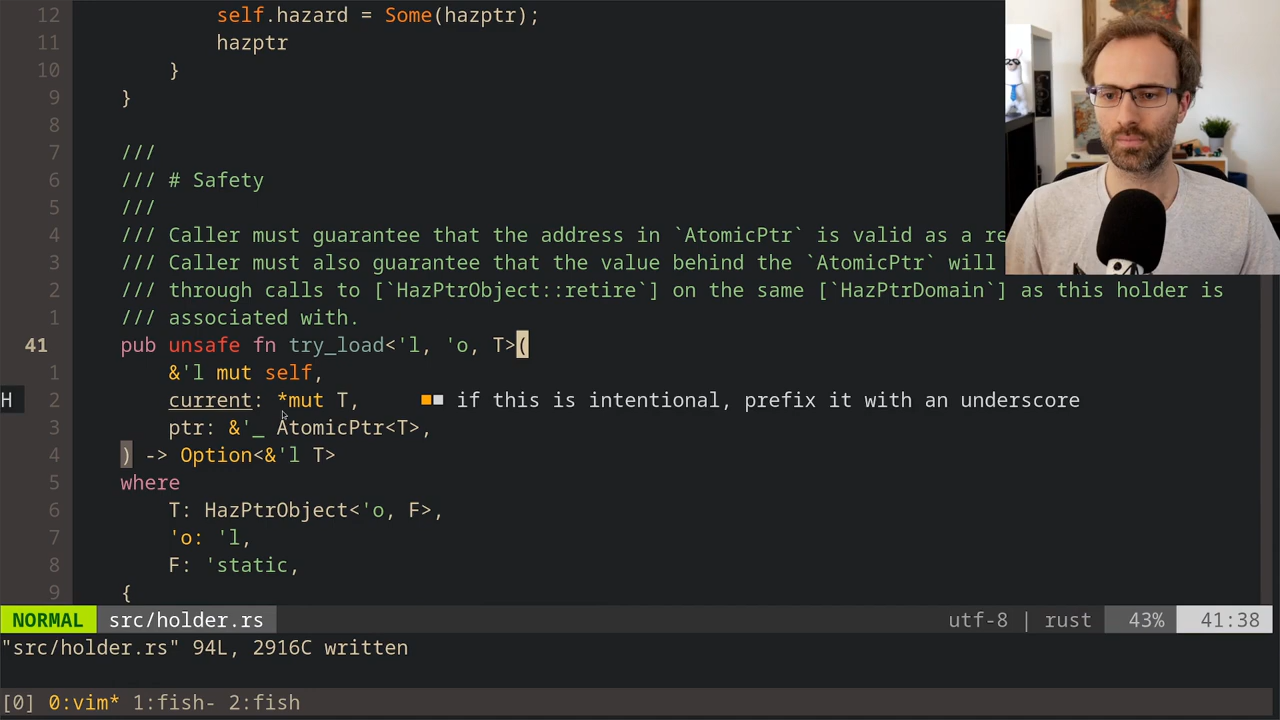 12 self.hazard = Some(hazptr);
11 hazptr
10 }
9 }
8
7 ///
6 /// # Safety
5 ///
4 /// Caller must guarantee that the address in `AtomicPtr` is valid as a
3 /// Caller must also guarantee that the value behind the `AtomicPtr` will
2 /// through calls to [`HazPtrObject::retire`] on the same [`HazPtrDomain`] as this holder is
1 /// associated with.
41 pub unsafe fn try_load<'l, 'o, T>(
1 &'l mut self,
H 2 current: *mut T, if this is intentional, prefix it with an underscore
3 ptr: &'_ AtomicPtr<T>,
4 ) -> Option<&'l T>
5 where
6 T: HazPtrObject<'o, F>,
7 'o: 'l,
8 F: 'static,
9 {
NORMAL src/holder.rs utf-8 | rust 43% 41:38
"src/holder.rs" 94L, 2916C written
[0] 0:vim* 1:fish- 2:fish